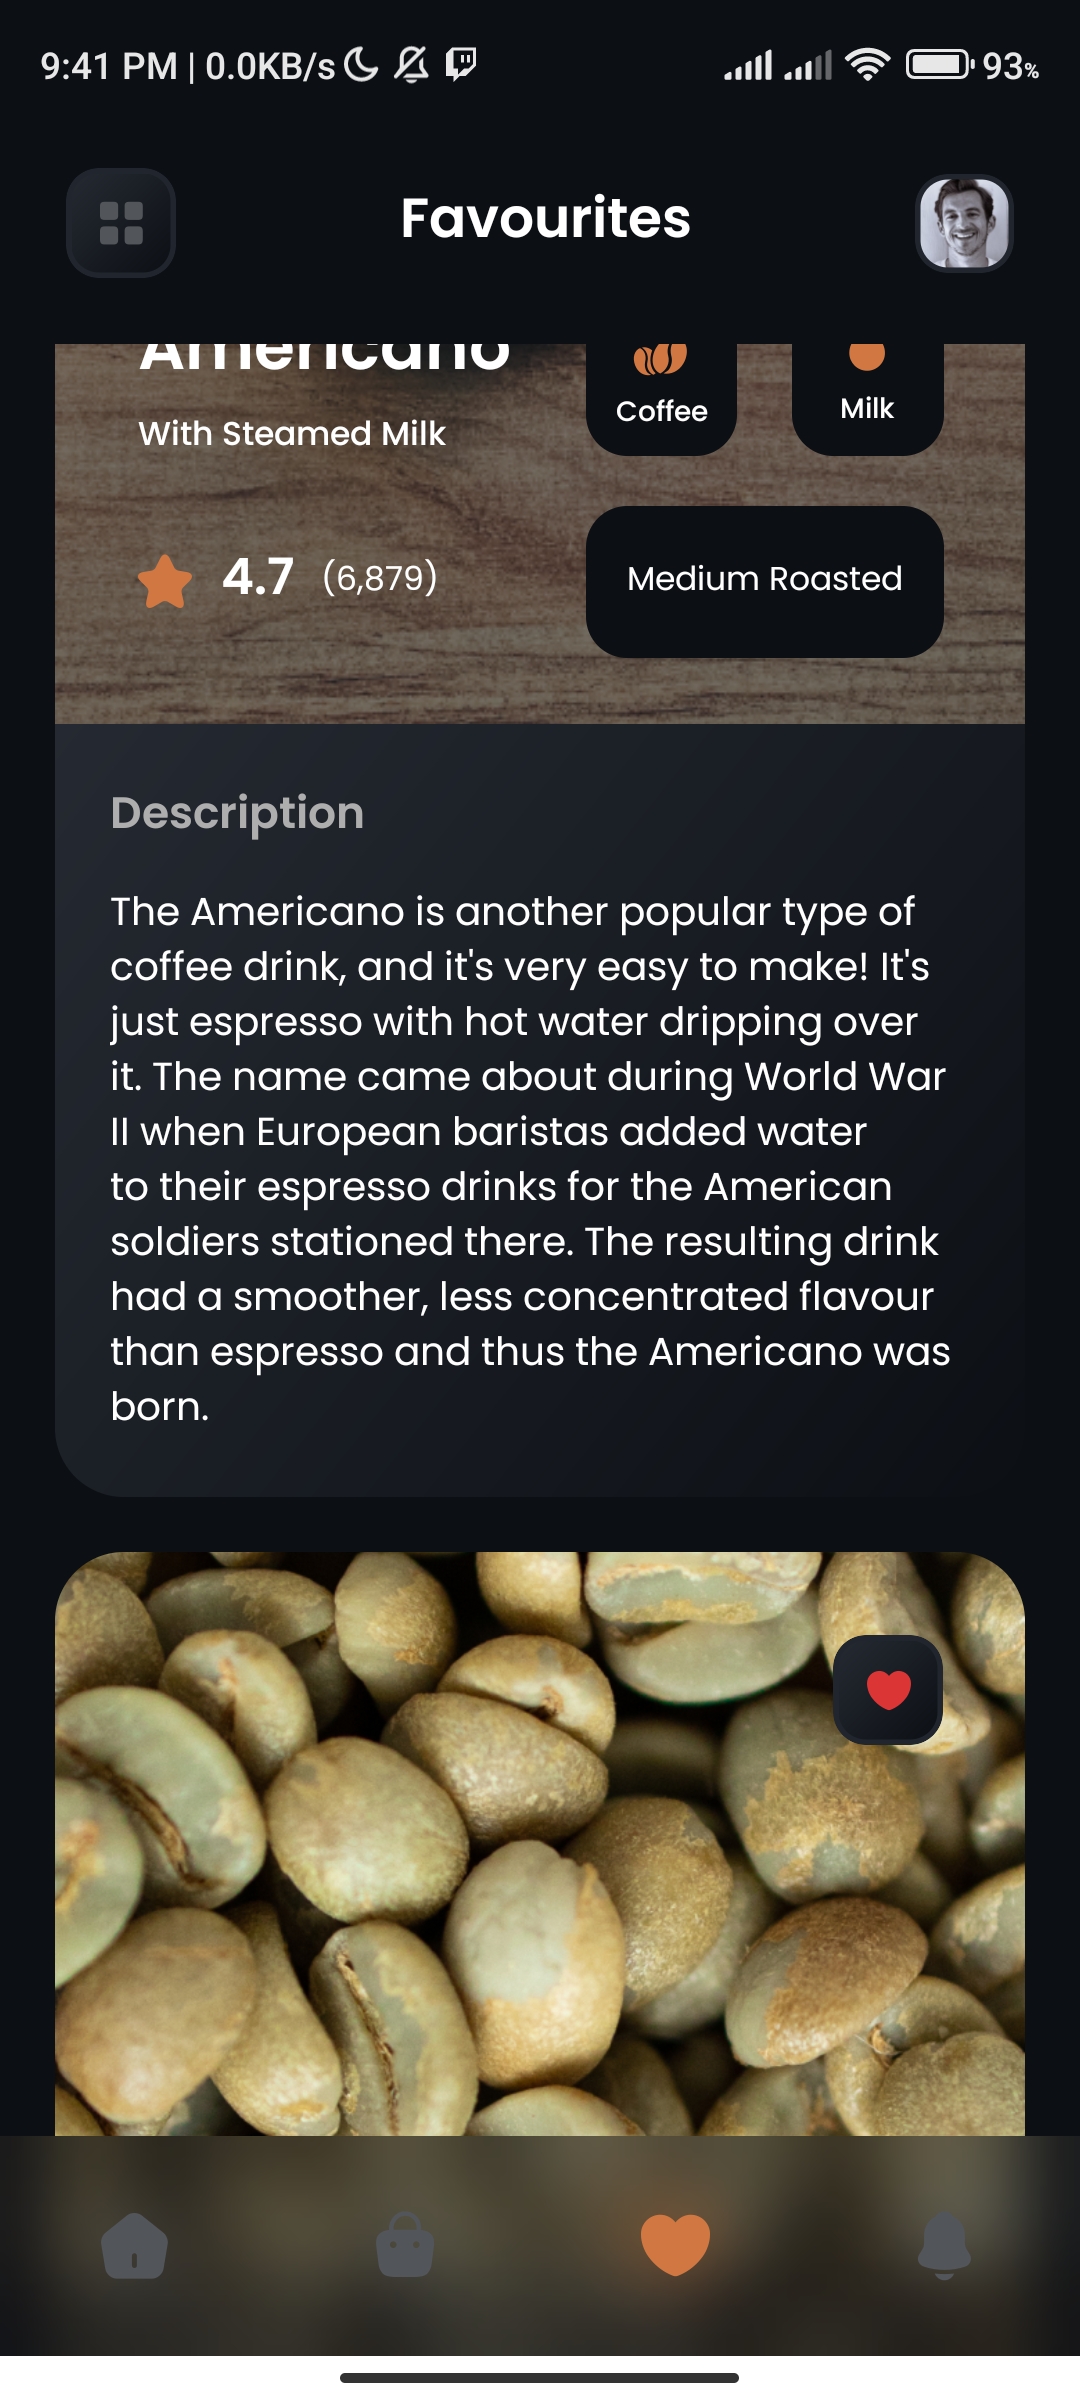 9:41 PM | 0.0KB/s 93%
Favourites
Americano
Coffee
Milk
With Steamed Milk
4.7 (6,879)
Medium Roasted
Description
The Americano is another popular type of
coffee drink, and it's very easy to make! It's
just espresso with hot water dripping over
it. The name came about during World War
II when European baristas added water
to their espresso drinks for the American
soldiers stationed there. The resulting drink
had a smoother, less concentrated flavour
than espresso and thus the Americano was
born.